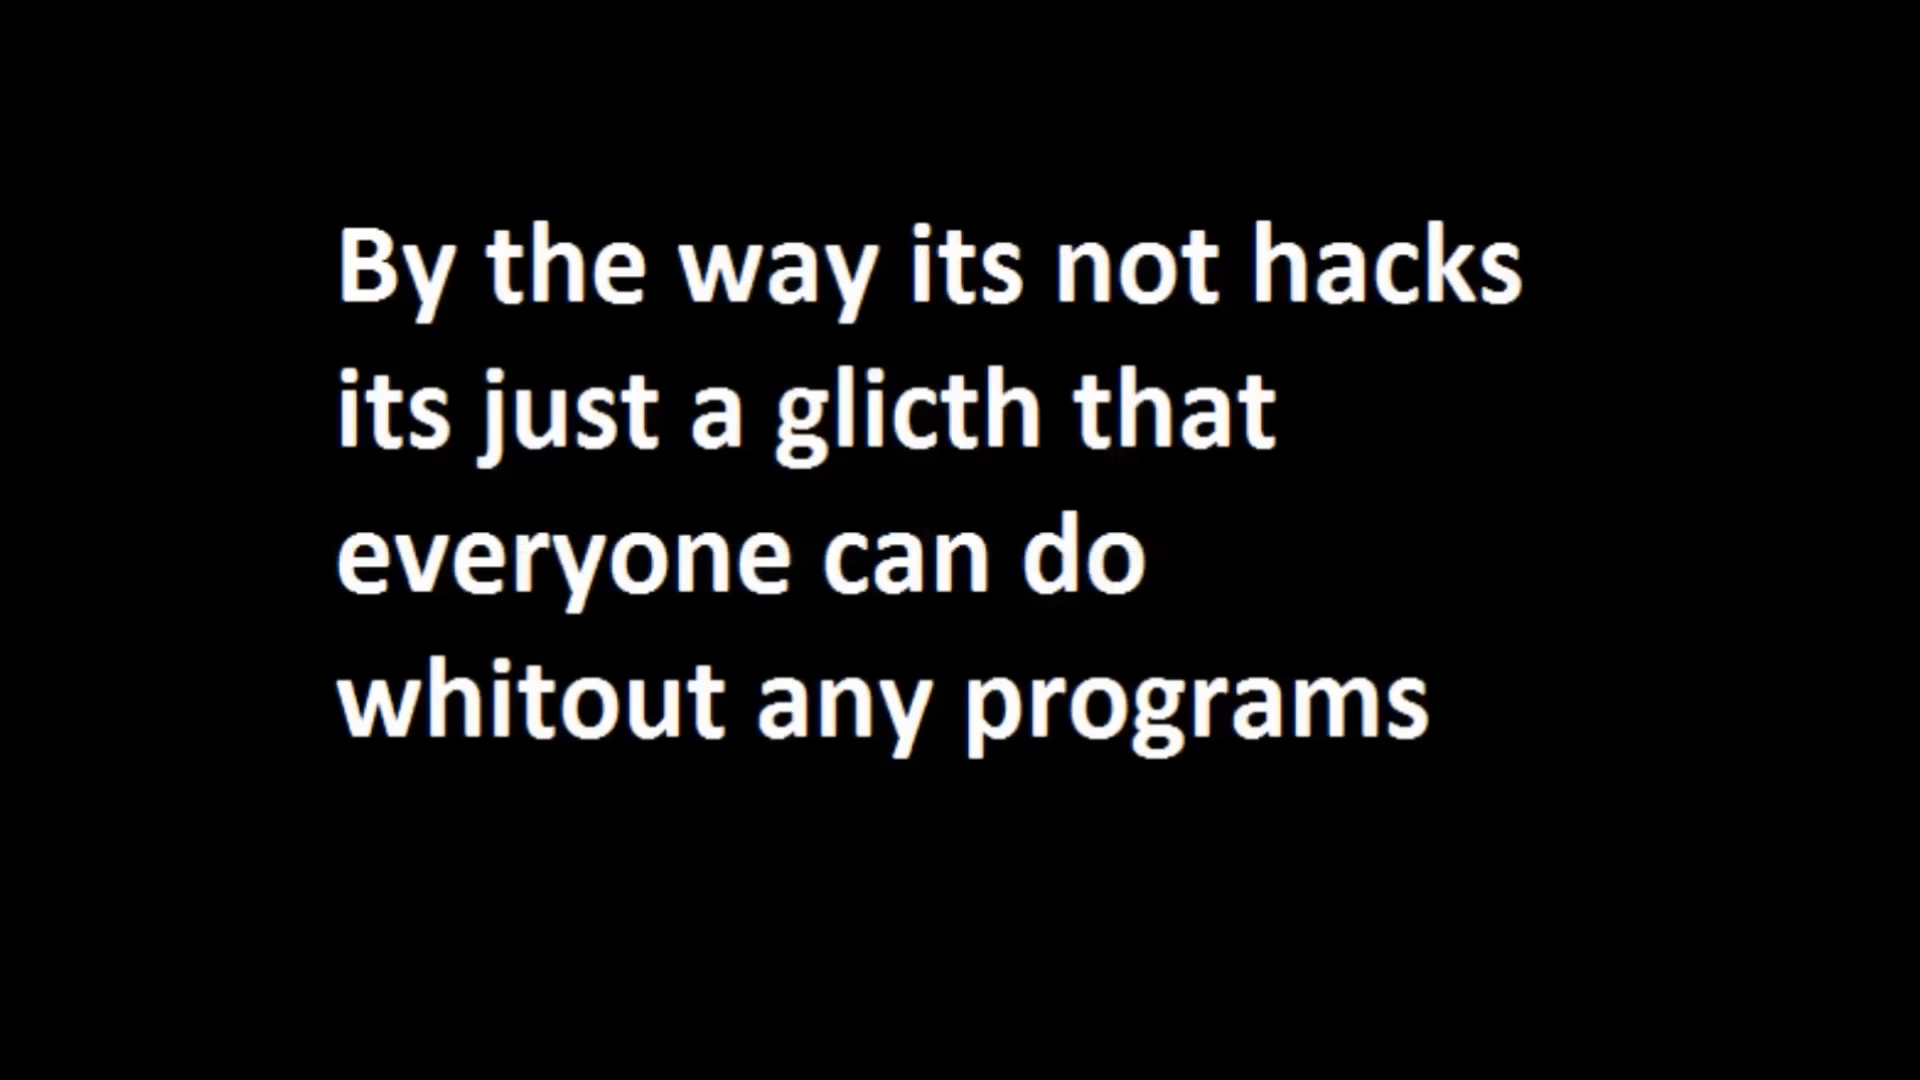 By the way its not hacks
its just a glicth that
everyone can do
whitout any programs